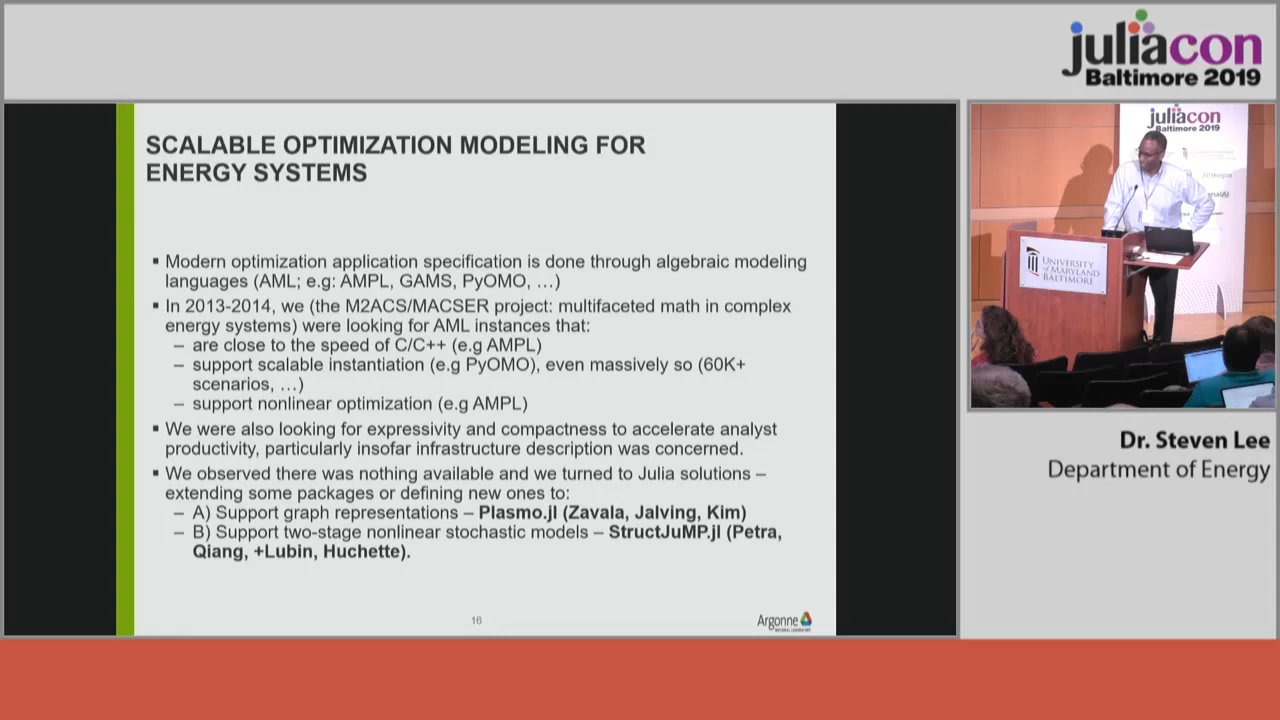 juliacon
Baltimore 2019
SCALABLE OPTIMIZATION MODELING FOR
ENERGY SYSTEMS
▪ Modern optimization application specification is done through algebraic modeling
languages (AML; e.g: AMPL, GAMS, PyOMO, …)
▪ In 2013-2014, we (the M2ACS/MACSER project: multifaceted math in complex
energy systems) were looking for AML instances that:
– are close to the speed of C/C++ (e.g AMPL)
– support scalable instantiation (e.g PyOMO), even massively so (60K+
scenarios, …)
– support nonlinear optimization (e.g AMPL)
▪ We were also looking for expressivity and compactness to accelerate analyst
productivity, particularly insofar infrastructure description was concerned.
▪ We observed there was nothing available and we turned to Julia solutions –
extending some packages or defining new ones to:
– A) Support graph representations – Plasmo.jl (Zavala, Jalving, Kim)
– B) Support two-stage nonlinear stochastic models – StructJuMP.jl (Petra,
Qiang, +Lubin, Huchette).
16
Argonne
NATIONAL LABORATORY
juliacon
Baltimore 2019
UNIVERSITY
of MARYLAND
BALTIMORE
Dr. Steven Lee
Department of Energy